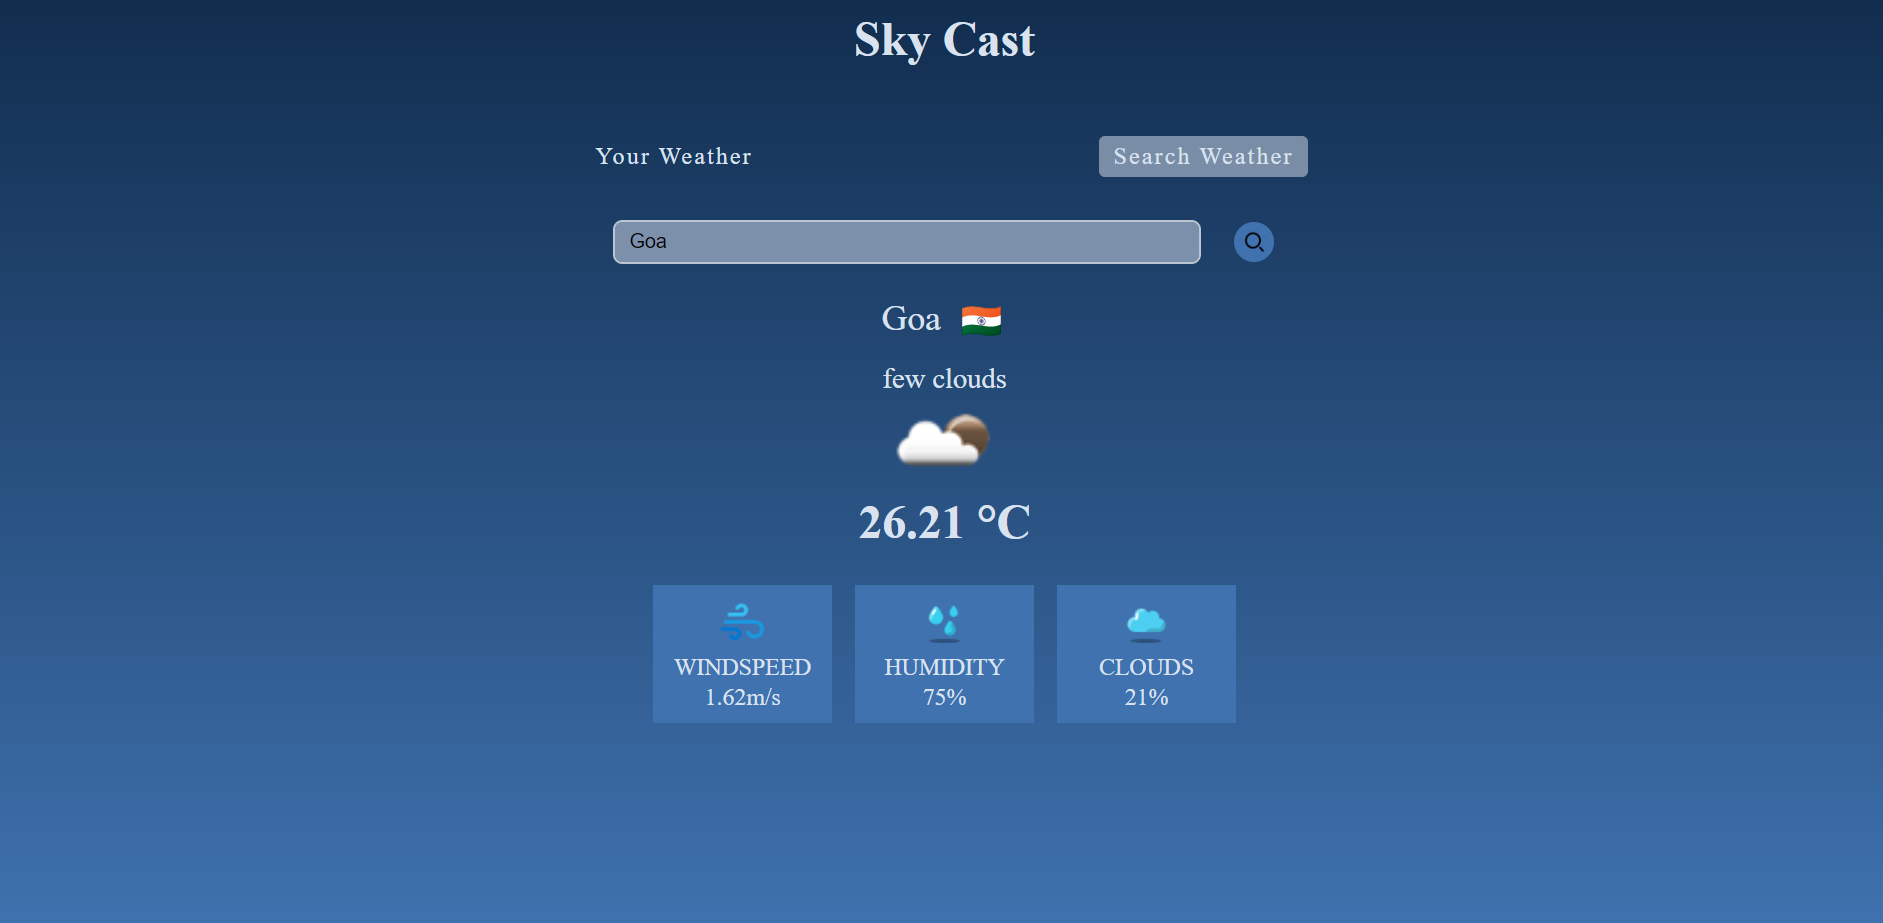 Sky Cast
Your Weather
Search Weather
Goa
Goa
few clouds
26.21 °C
WINDSPEED
1.62m/s
HUMIDITY
75%
CLOUDS
21%